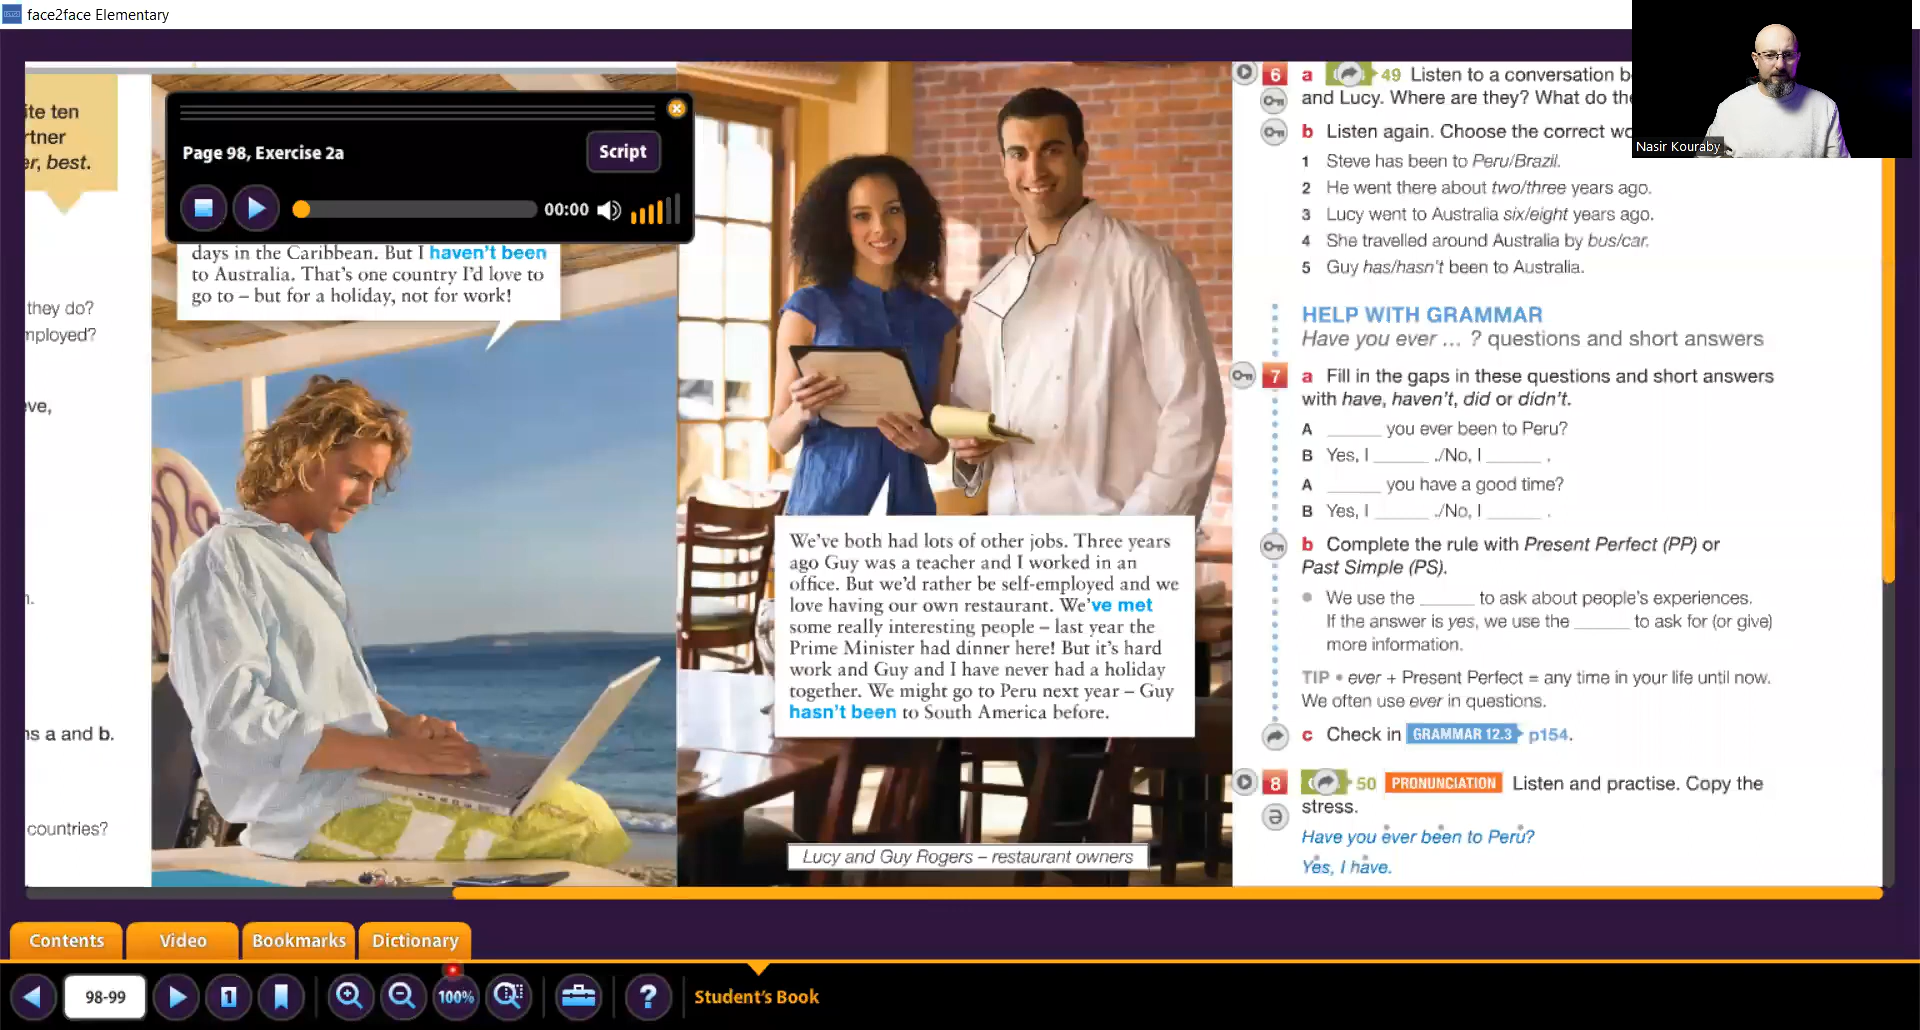 face2face Elementary
Nasir Kouraby
ite ten
rtner
er, best.
they do?
nployed?
ve,
n.
ns a and b.
countries?
Page 98, Exercise 2a
Script
00:00
days in the Caribbean. But I haven't been
to Australia. That's one country I'd love to
go to – but for a holiday, not for work!
We've both had lots of other jobs. Three years
ago Guy was a teacher and I worked in an
office. But we'd rather be self-employed and we
love having our own restaurant. We've met
some really interesting people – last year the
Prime Minister had dinner here! But it's hard
work and Guy and I have never had a holiday
together. We might go to Peru next year – Guy
hasn't been to South America before.
Lucy and Guy Rogers – restaurant owners
6 a 49 Listen to a conversation b
and Lucy. Where are they? What do the
b Listen again. Choose the correct wo
1 Steve has been to Peru/Brazil.
2 He went there about two/three years ago.
3 Lucy went to Australia six/eight years ago.
4 She travelled around Australia by bus/car.
5 Guy has/hasn't been to Australia.
HELP WITH GRAMMAR
Have you ever ... ? questions and short answers
7 a Fill in the gaps in these questions and short answers
with have, haven't, did or didn't.
A ______ you ever been to Peru?
B Yes, I ______ ./No, I ______ .
A ______ you have a good time?
B Yes, I ______ ./No, I ______ .
b Complete the rule with Present Perfect (PP) or
Past Simple (PS).
• We use the ______ to ask about people's experiences.
If the answer is yes, we use the ______ to ask for (or give)
more information.
TIP • ever + Present Perfect = any time in your life until now.
We often use ever in questions.
c Check in GRAMMAR 12.3 p154.
8 50 PRONUNCIATION Listen and practise. Copy the
ə stress.
Have you ever been to Peru?
Yes, I have.
Contents
Video
Bookmarks
Dictionary
98-99
1
100%
?
Student's Book